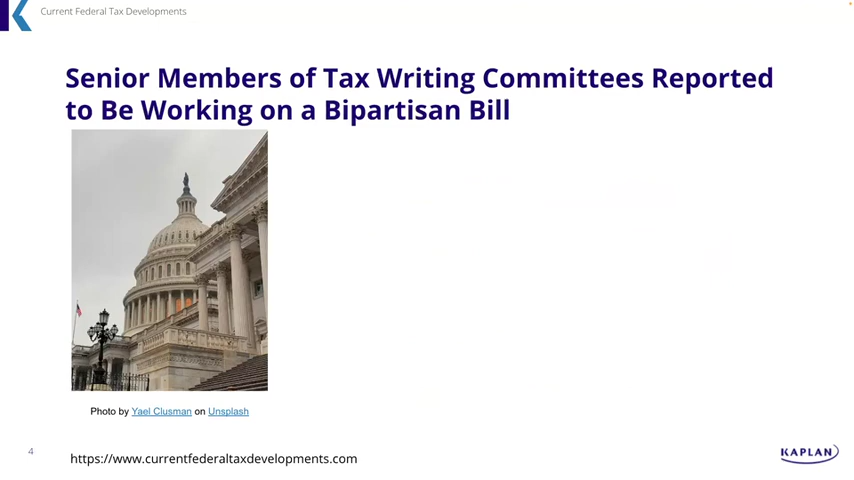 Current Federal Tax Developments
Senior Members of Tax Writing Committees Reported
to Be Working on a Bipartisan Bill
Photo by Yael Clusman on Unsplash
4
https://www.currentfederaltaxdevelopments.com
KAPLAN